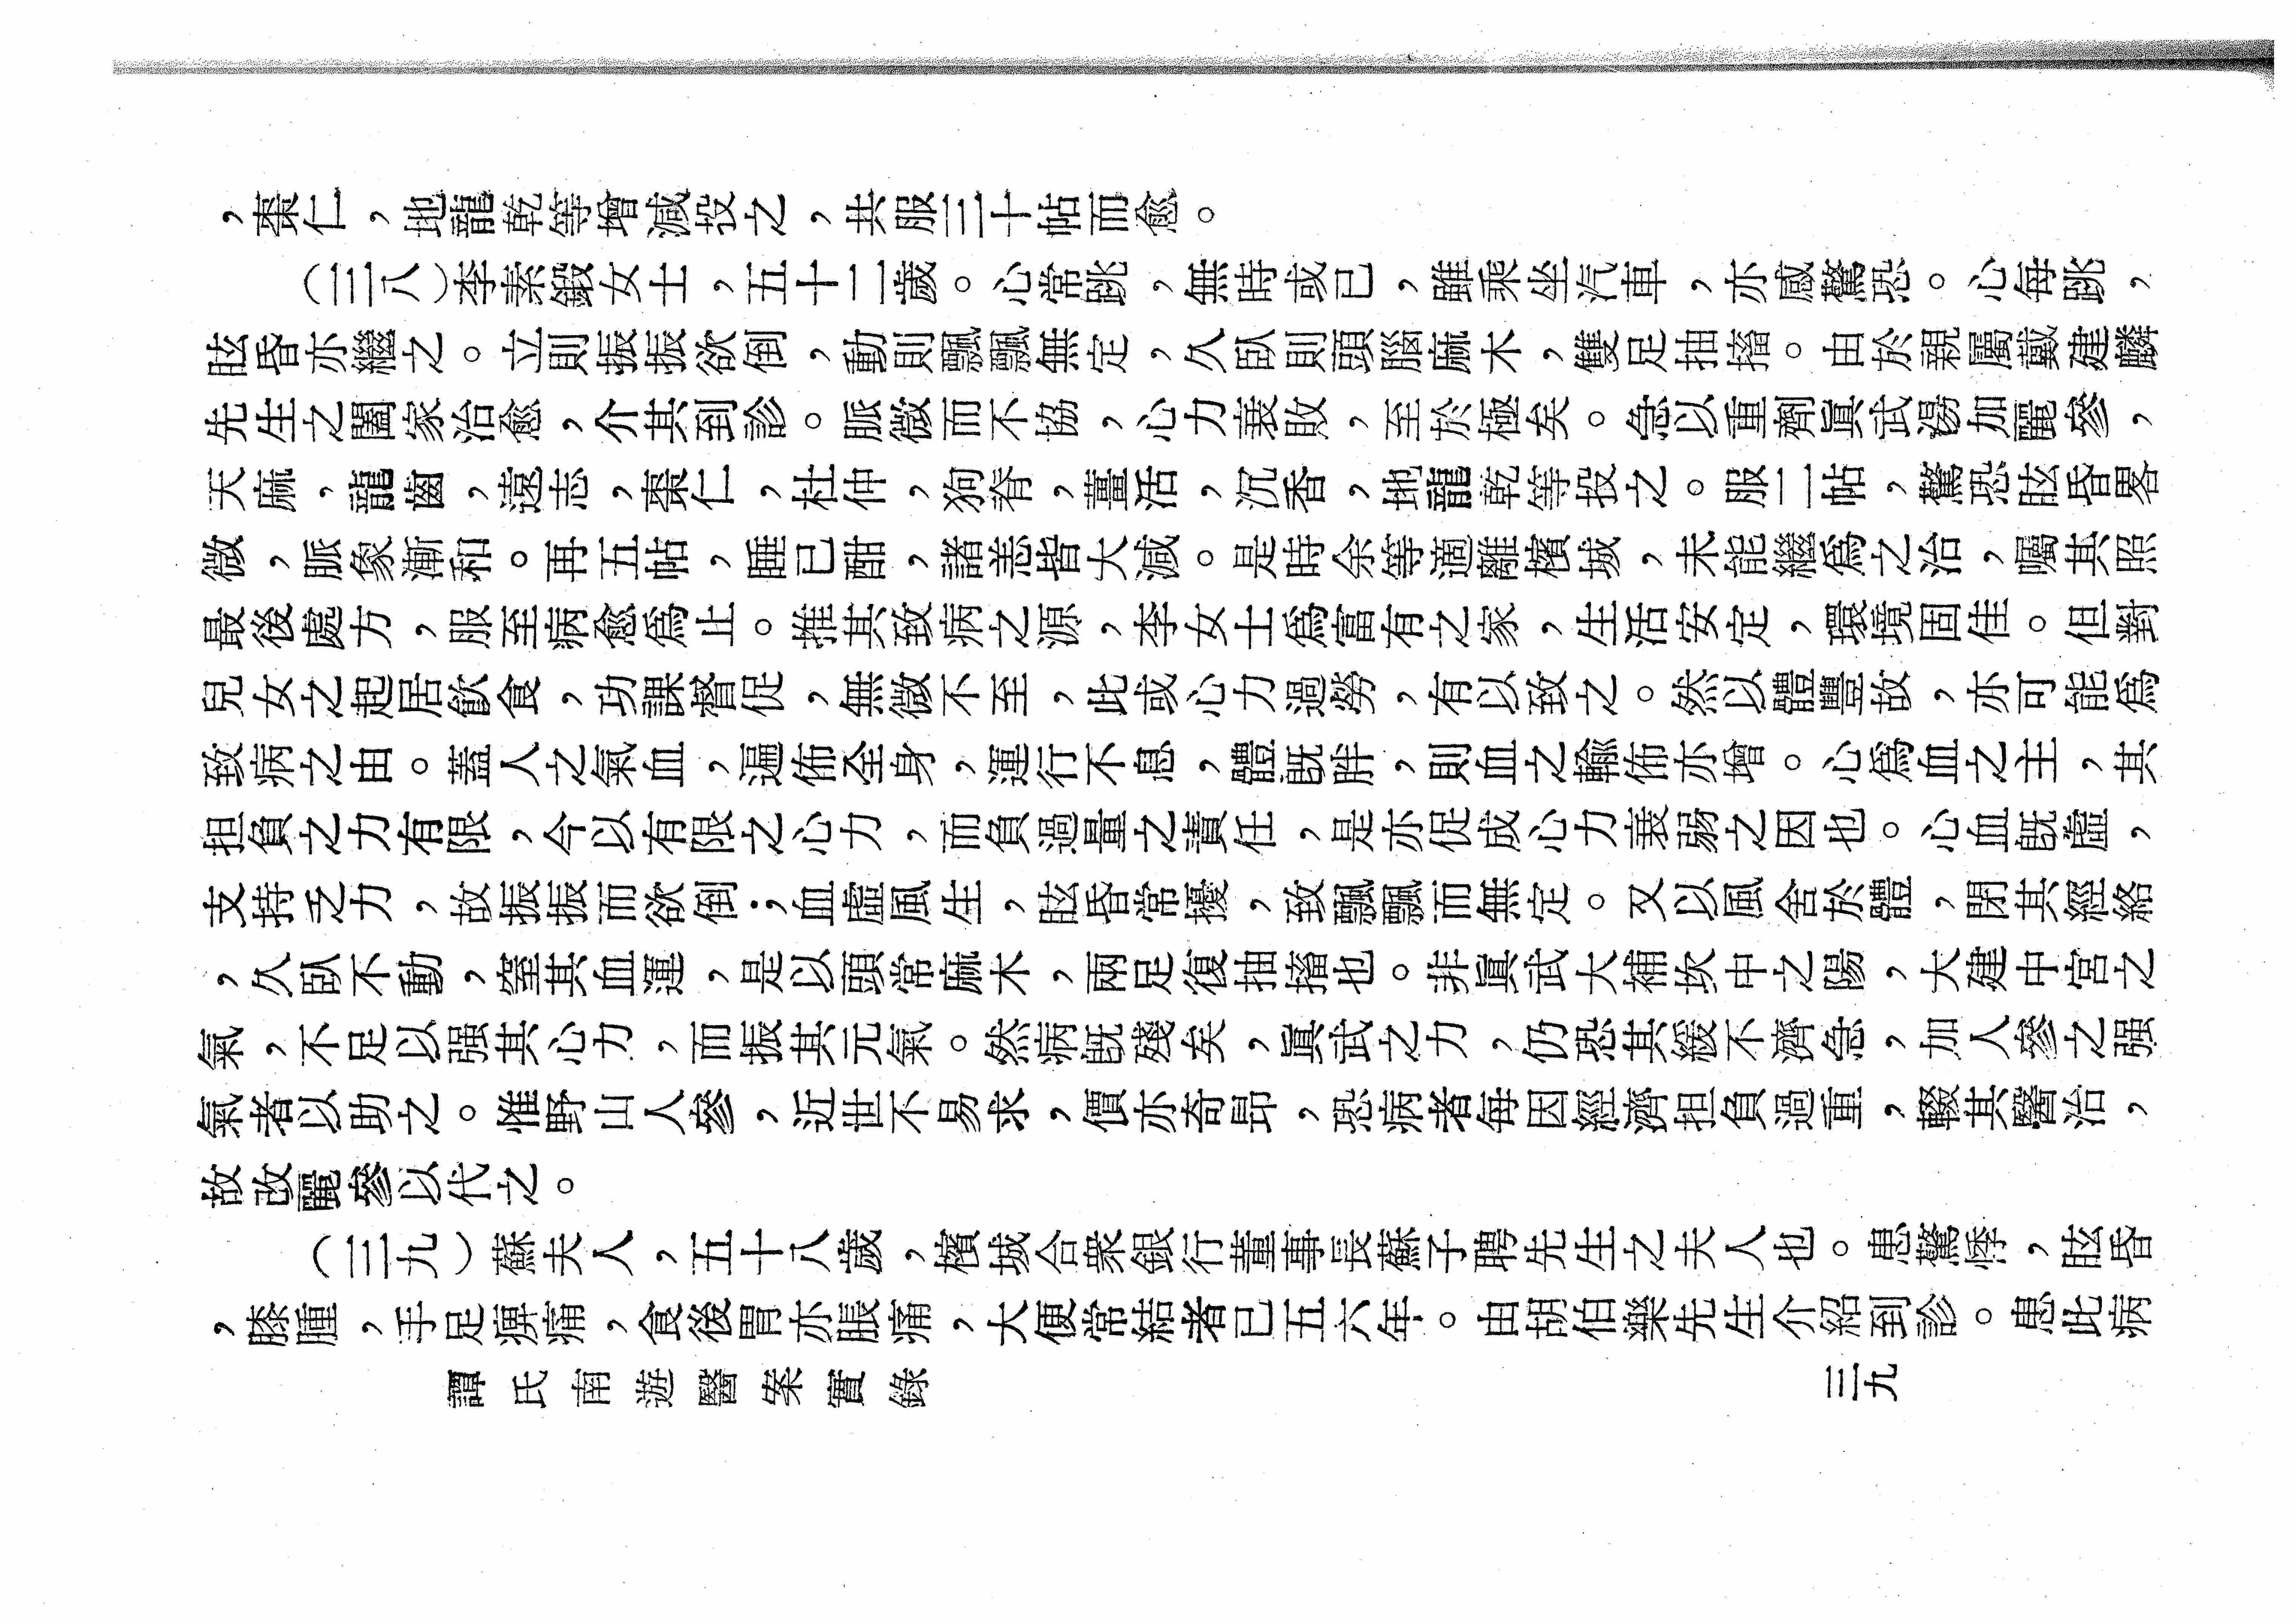 ，棗仁，地龍乾等增減投之，共服三十帖而愈。
（三八）李素鍛女士，五十二歲。心常跳，無時或已，雖乘坐汽車，亦感驚恐。心每跳，
眩昏亦繼之。立則振振欲倒，動則飄飄無定，久臥則頭腦麻木，雙足抽搐。由於親屬戴建麟
先生之闔家治愈，介其到診。脈微而不協，心力衰敗，至於極矣。急以重劑眞武湯加麗參，
天麻，龍齒，遠志，棗仁，杜仲，狗脊，薑活，沉香，地龍乾等投之。服二帖，驚恐眩昏畧
微，脈象漸和。再五帖，睡已酣，諸恙皆大減。是時余等適離檳城，未能繼爲之治，囑其照
最後處方，服至病愈爲止。推其致病之源，李女士爲富有之家，生活安定，環境固佳。但對
兒女之起居飮食，功課督促，無微不至，此或心力過勞，有以致之。然以體豐故，亦可能爲
致病之由。蓋人之氣血，遍佈全身，運行不息，體旣胖，則血之輸佈亦增。心爲血之主，其
担負之力有限，今以有限之心力，而負過量之責任，是亦促成心力衰弱之因也。心血旣虛，
支持乏力，故振振而欲倒；血虛風生，眩昏常擾，致飄飄而無定。又以風舍於體，閉其經絡
，久臥不動，窒其血運，是以頭常麻木，兩足復抽搐也。非眞武大補坎中之陽，大建中宮之
氣，不足以强其心力，而振其元氣。然病旣殘矣，眞武之力，仍恐其緩不濟急，加人參之强
氣者以助之。惟野山人參，近世不易求，價亦奇昂，恐病者每因經濟担負過重，輟其醫治，
故改麗參以代之。
（三九）蘇夫人，五十八歲，檳城合衆銀行董事長蘇子聘先生之夫人也。患驚悸，眩昏
，膝腫，手足痹痛，食後胃亦脹痛，大便常結者已五六年。由胡伯樂先生介紹到診。患此病
譚氏南遊醫案實錄
三九